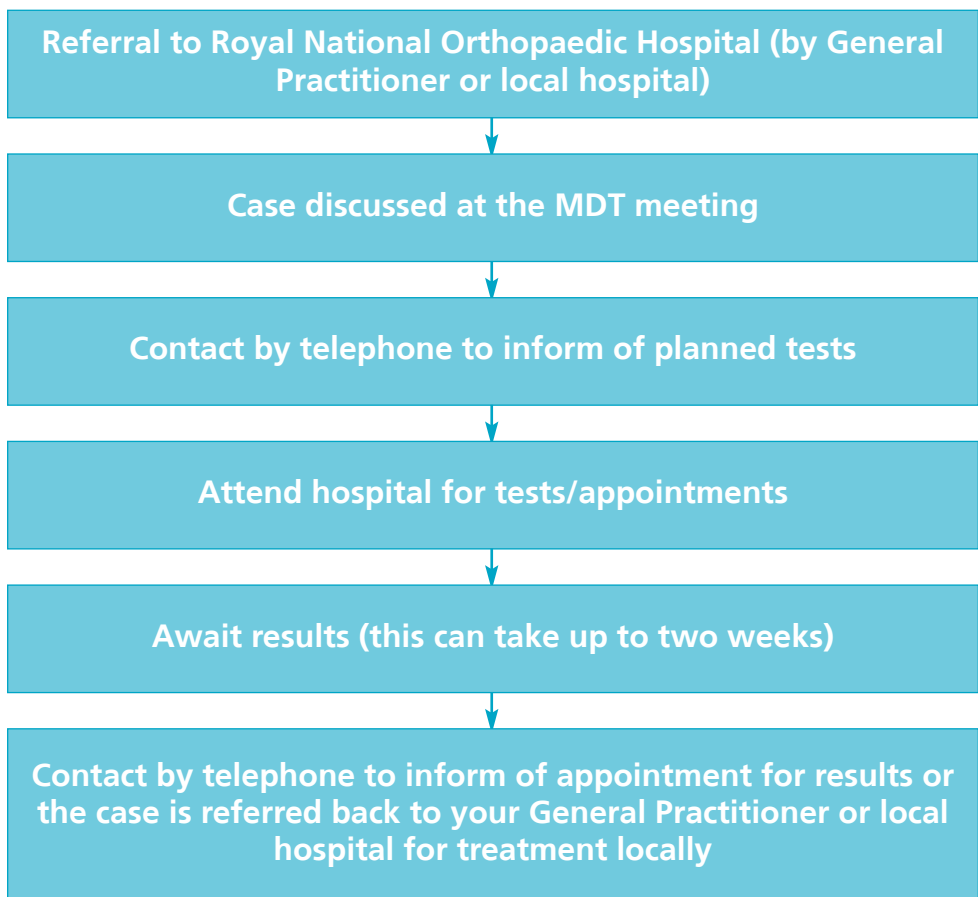 Referral to Royal National Orthopaedic Hospital (by General
Practitioner or local hospital)
Case discussed at the MDT meeting
Contact by telephone to inform of planned tests
Attend hospital for tests/appointments
Await results (this can take up to two weeks)
Contact by telephone to inform of appointment for results or
the case is referred back to your General Practitioner or local
hospital for treatment locally